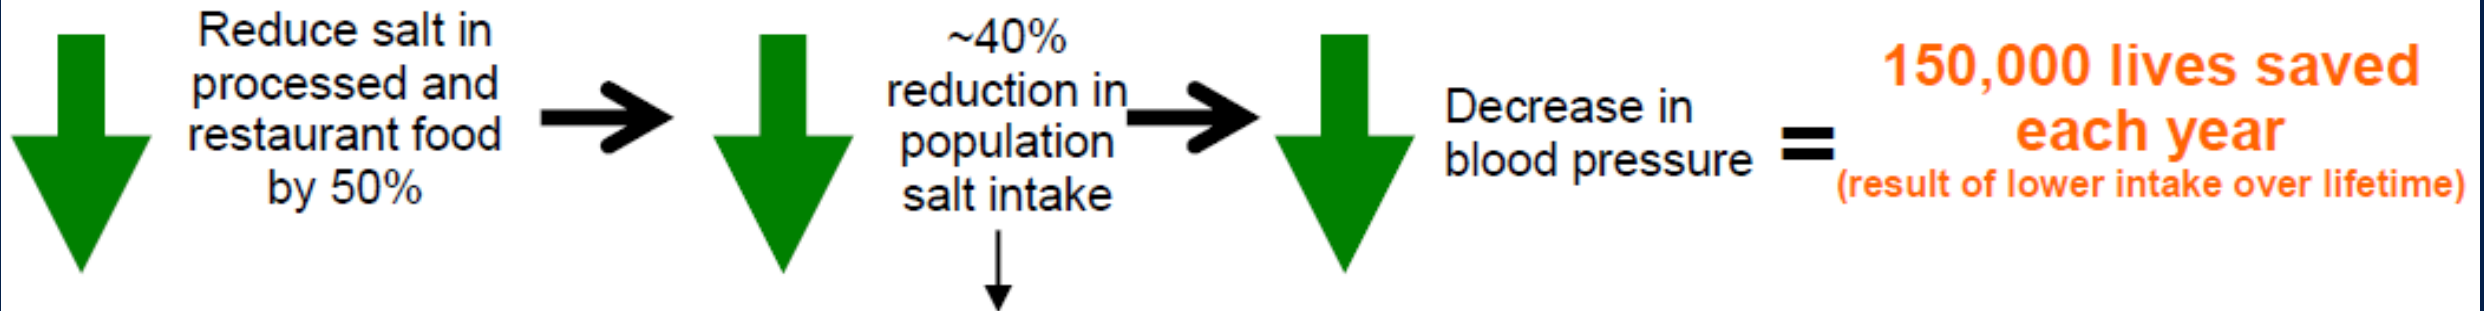 Reduce salt in
processed and
restaurant food
by 50%
~40%
reduction in
population
salt intake
Decrease in
blood pressure
=
150,000 lives saved
each year
(result of lower intake over lifetime)